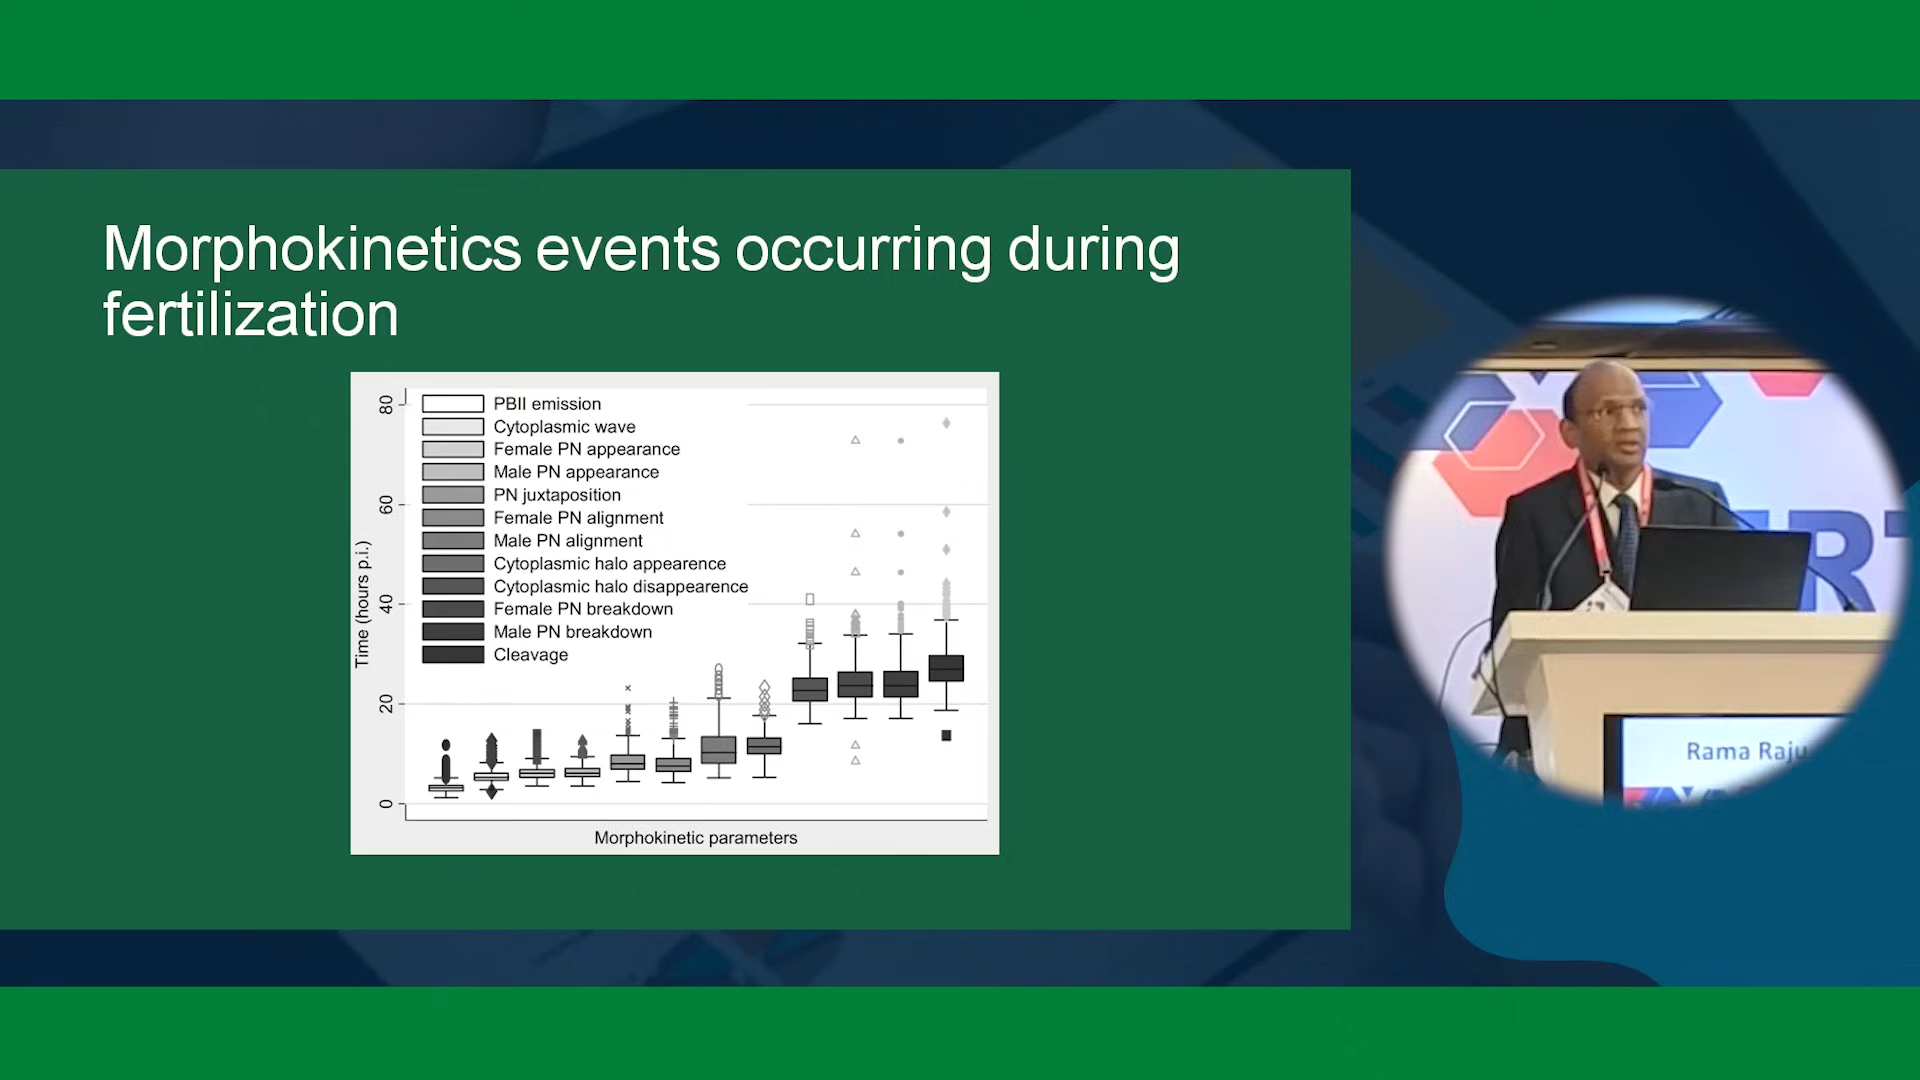 Morphokinetics events occurring during
fertilization
80
60
40
20
0
Time (hours p.i.)
PBII emission
Cytoplasmic wave
Female PN appearance
Male PN appearance
PN juxtaposition
Female PN alignment
Male PN alignment
Cytoplasmic halo appearence
Cytoplasmic halo disappearence
Female PN breakdown
Male PN breakdown
Cleavage
Morphokinetic parameters
RT
Rama Raju